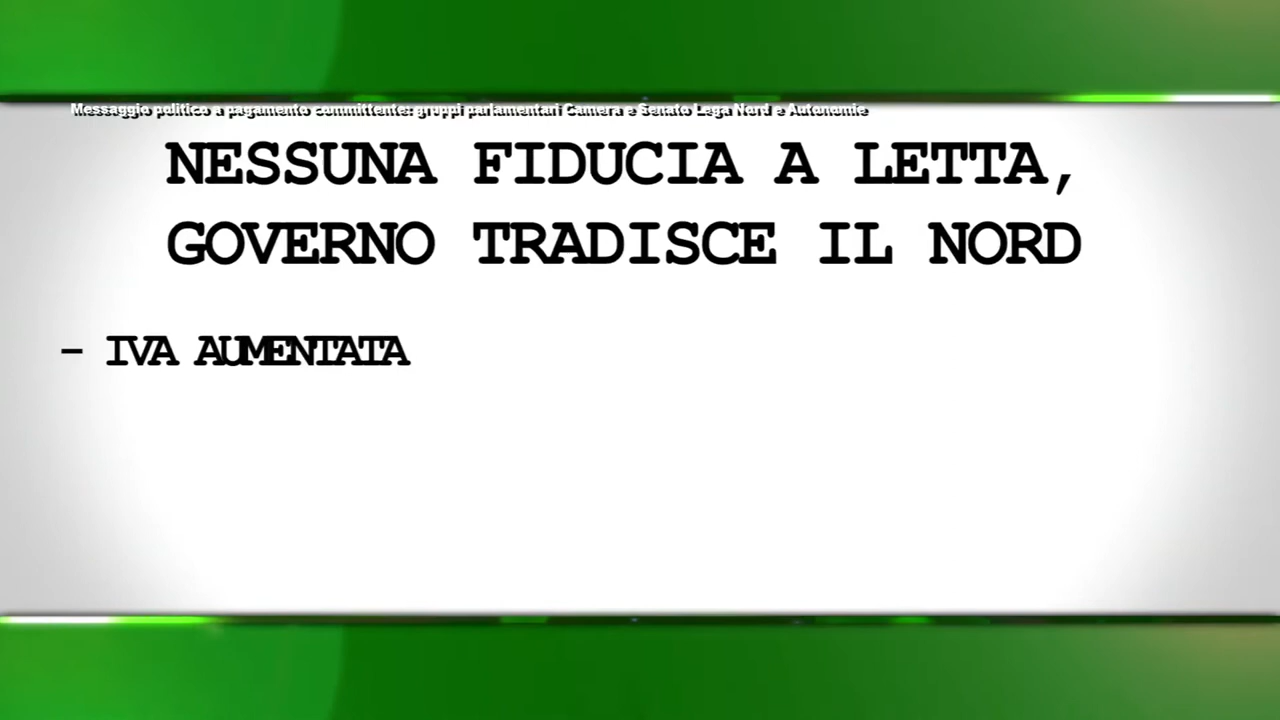 Messaggio politico a pagamento committente: gruppi parlamentari Camera e Senato Lega Nord e Autonomie
NESSUNA FIDUCIA A LETTA,
GOVERNO TRADISCE IL NORD
- IVA AUMENTATA